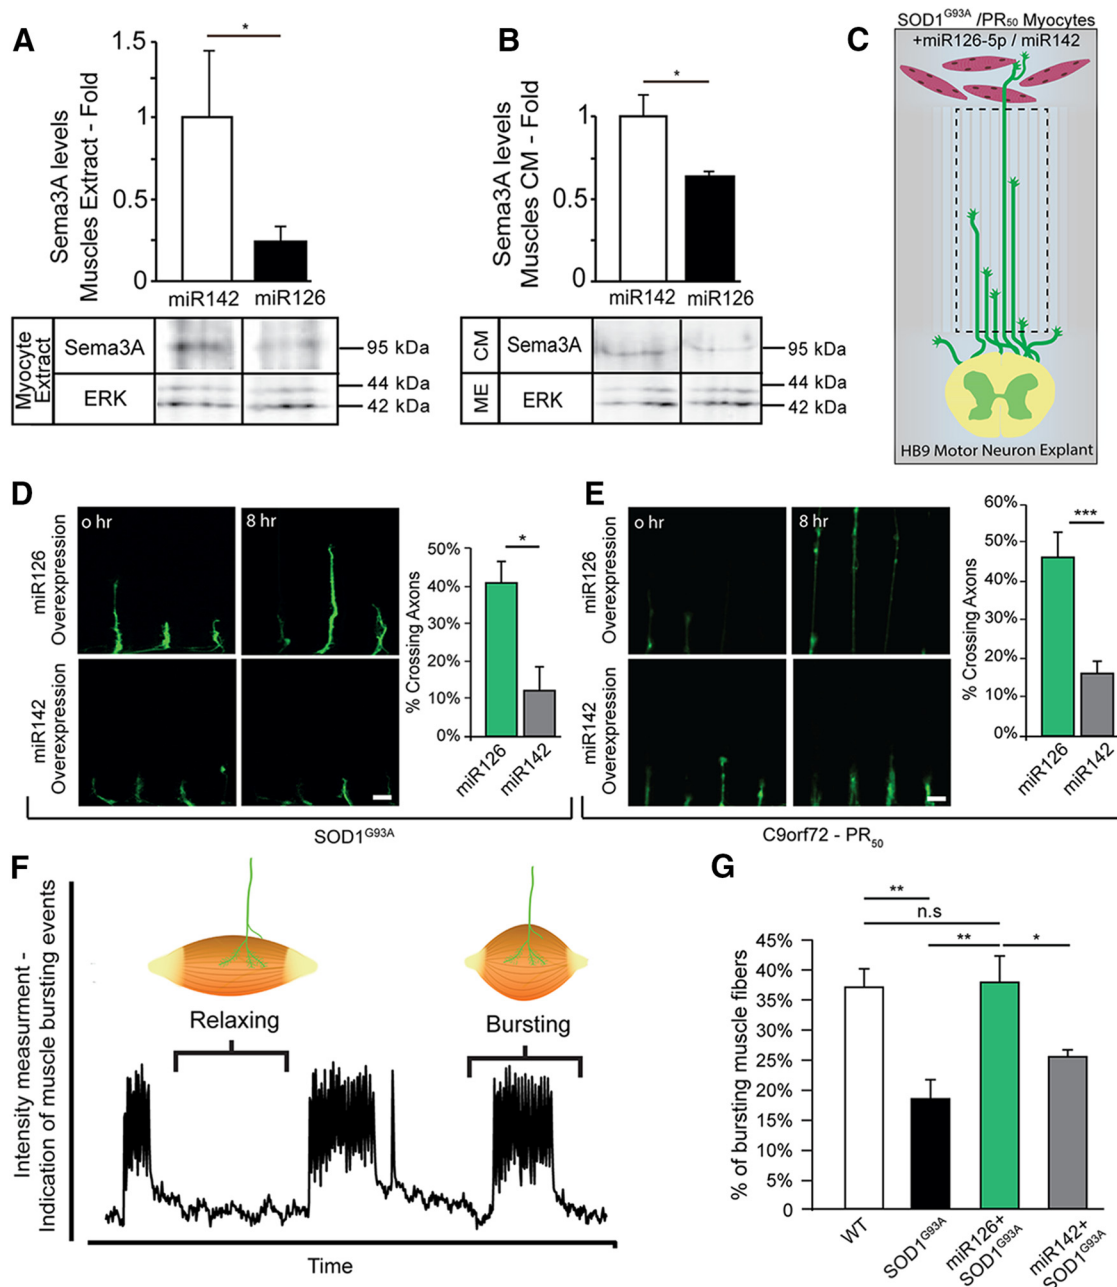 A
Sema3A levels
Muscles Extract - Fold
1.5
1
0.5
0
*
miR142
miR126
Myocyte
Extract
Sema3A
95 kDa
ERK
44 kDa
42 kDa
B
Sema3A levels
Muscles CM - Fold
1
0.5
0
*
miR142
miR126
CM
Sema3A
95 kDa
ME
ERK
44 kDa
42 kDa
C
SOD1G93A /PR50 Myocytes
+miR126-5p / miR142
HB9 Motor Neuron Explant
D
miR126
Overexpression
o hr
8 hr
miR142
Overexpression
% Crossing Axons
50%
40%
30%
20%
10%
0%
*
miR126
miR142
SOD1G93A
E
miR126
Overexpression
o hr
8 hr
miR142
Overexpression
% Crossing Axons
60%
50%
40%
30%
20%
10%
0%
***
miR126
miR142
C9orf72 - PR50
F
Intensity measurment -
Indication of muscle bursting events
Relaxing
Bursting
Time
G
% of bursting muscle fibers
45%
40%
35%
30%
25%
20%
15%
10%
5%
0
**
n.s
**
*
WT
SOD1G93A
miR126+
SOD1G93A
miR142+
SOD1G93A